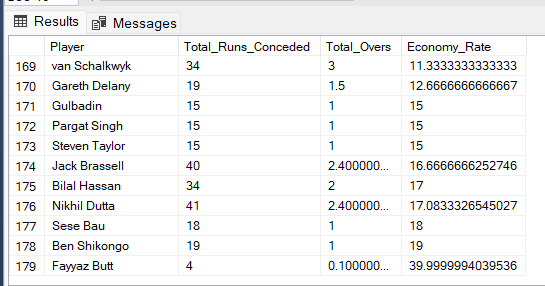 Results Messages
Player Total_Runs_Conceded Total_Overs Economy_Rate
169 van Schalkwyk 34 3 11.3333333333333
170 Gareth Delany 19 1.5 12.6666666666667
171 Gulbadin 15 1 15
172 Pargat Singh 15 1 15
173 Steven Taylor 15 1 15
174 Jack Brassell 40 2.400000... 16.6666666252746
175 Bilal Hassan 34 2 17
176 Nikhil Dutta 41 2.400000... 17.0833326545027
177 Sese Bau 18 1 18
178 Ben Shikongo 19 1 19
179 Fayyaz Butt 4 0.100000... 39.9999994039536